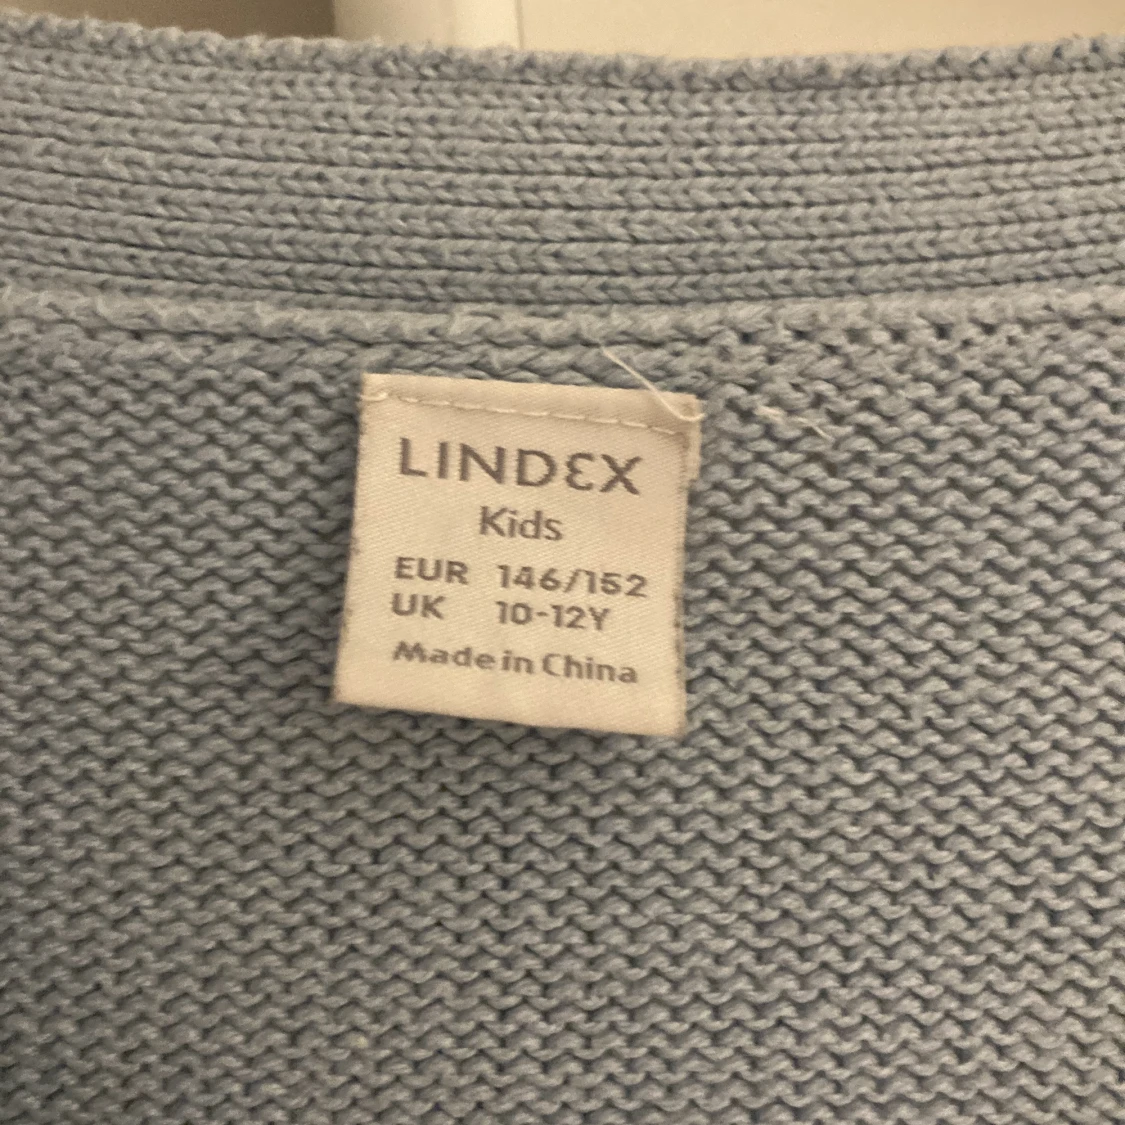 LINDEX
Kids
EUR 146/152
UK 10-12Y
Made in China